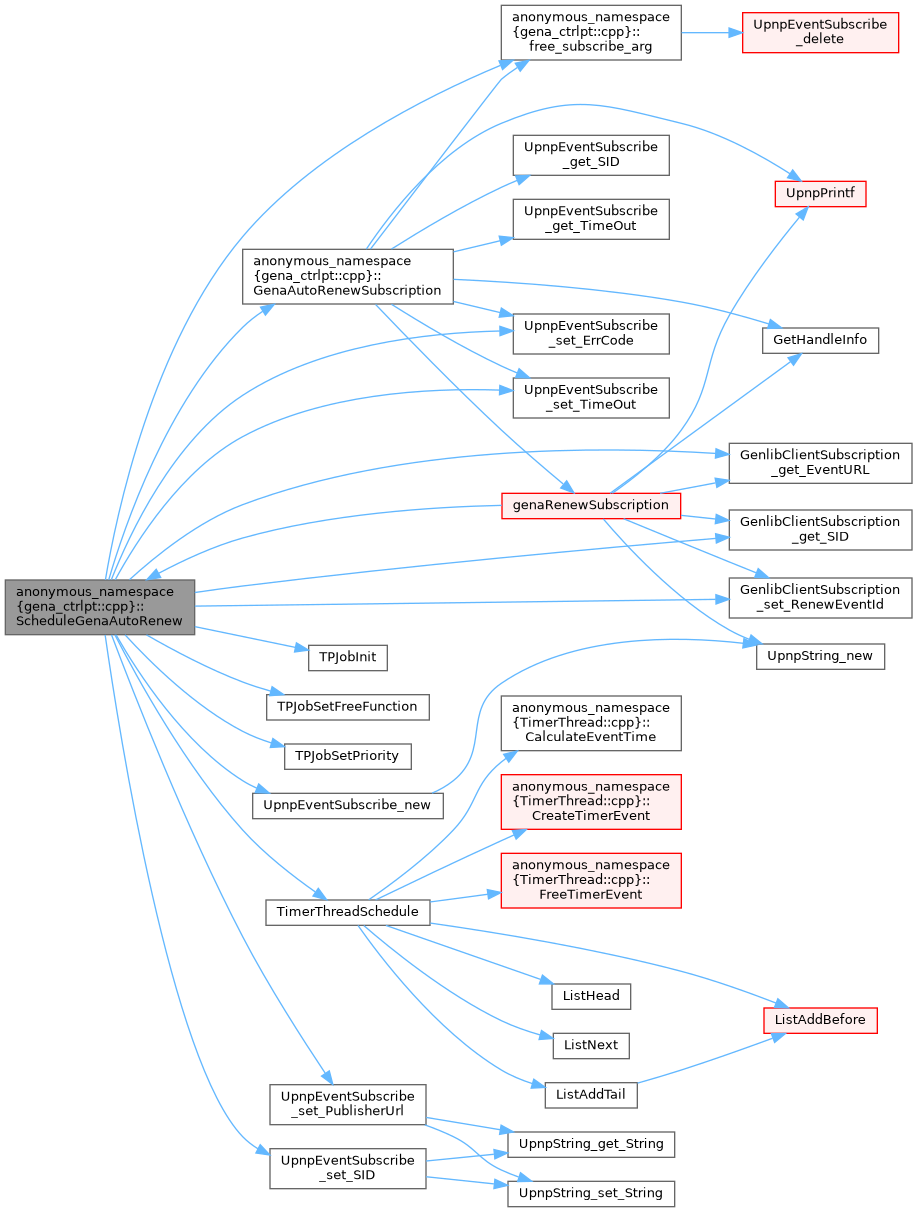 anonymous_namespace
{gena_ctrlpt::cpp}::
free_subscribe_arg
UpnpEventSubscribe
_delete
UpnpEventSubscribe
_get_SID
UpnpPrintf
UpnpEventSubscribe
_get_TimeOut
anonymous_namespace
{gena_ctrlpt::cpp}::
GenaAutoRenewSubscription
UpnpEventSubscribe
_set_ErrCode
GetHandleInfo
UpnpEventSubscribe
_set_TimeOut
GenlibClientSubscription
_get_EventURL
genaRenewSubscription
GenlibClientSubscription
_get_SID
anonymous_namespace
{gena_ctrlpt::cpp}::
ScheduleGenaAutoRenew
GenlibClientSubscription
_set_RenewEventId
TPJobInit
UpnpString_new
TPJobSetFreeFunction
anonymous_namespace
{TimerThread::cpp}::
CalculateEventTime
TPJobSetPriority
UpnpEventSubscribe_new
anonymous_namespace
{TimerThread::cpp}::
CreateTimerEvent
anonymous_namespace
{TimerThread::cpp}::
FreeTimerEvent
TimerThreadSchedule
ListHead
ListAddBefore
ListNext
ListAddTail
UpnpEventSubscribe
_set_PublisherUrl
UpnpString_get_String
UpnpEventSubscribe
_set_SID
UpnpString_set_String